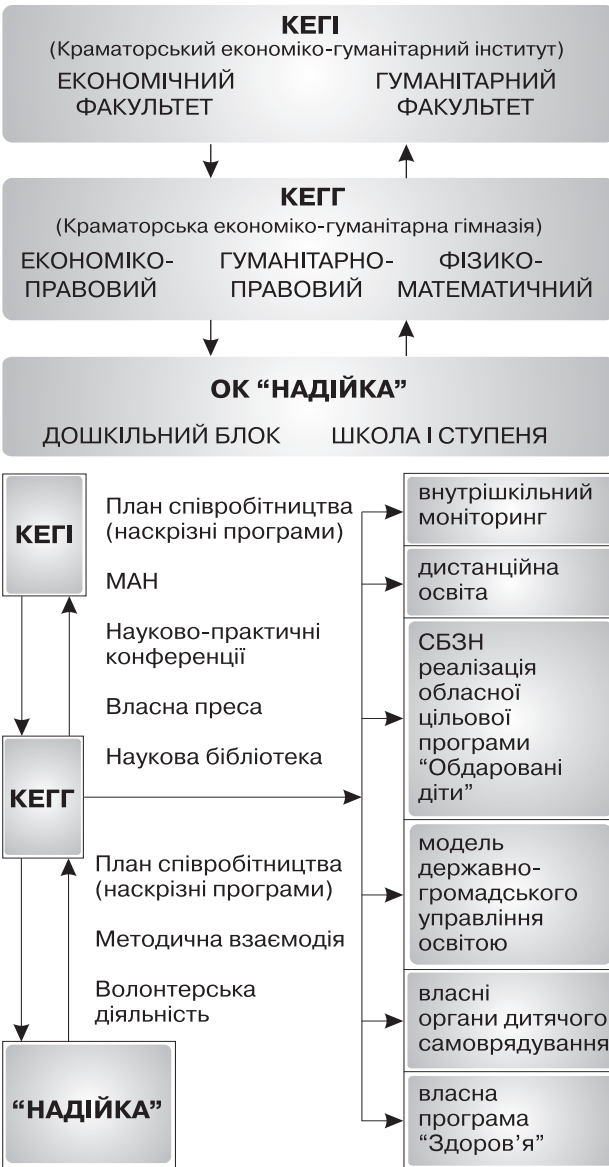 КЕГІ
(Краматорський економіко-гуманітарний інститут)
ЕКОНОМІЧНИЙ ФАКУЛЬТЕТ
ГУМАНІТАРНИЙ ФАКУЛЬТЕТ
КЕГГ
(Краматорська економіко-гуманітарна гімназія)
ЕКОНОМІКО-
ПРАВОВИЙ
ГУМАНІТАРНО-
ПРАВОВИЙ
ФІЗИКО-
МАТЕМАТИЧНИЙ
ОК “НАДІЙКА”
ДОШКІЛЬНИЙ БЛОК ШКОЛА І СТУПЕНЯ
КЕГІ
План співробітництва
(наскрізні програми)
МАН
Науково-практичні
конференції
Власна преса
Наукова бібліотека
КЕГГ
План співробітництва
(наскрізні програми)
Методична взаємодія
Волонтерська
діяльність
“НАДІЙКА”
внутрішкільний
моніторинг
дистанційна
освіта
СБЗН
реалізація
обласної
цільової
програми
“Обдаровані
діти”
модель
державно-
громадського
управління
освітою
власні
органи дитячого
самоврядування
власна
програма
“Здоров’я”